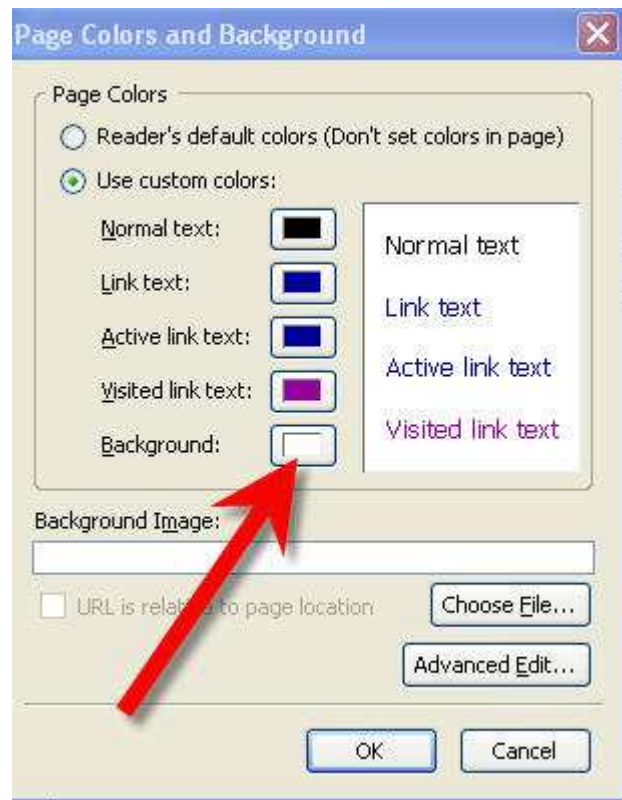 Page Colors and Background
Page Colors
Reader's default colors (Don't set colors in page)
Use custom colors:
Normal text:
Link text:
Active link text:
Visited link text:
Background:
Normal text
Link text
Active link text
Visited link text
Background Image:
URL is relative to page location
Choose File...
Advanced Edit...
OK
Cancel